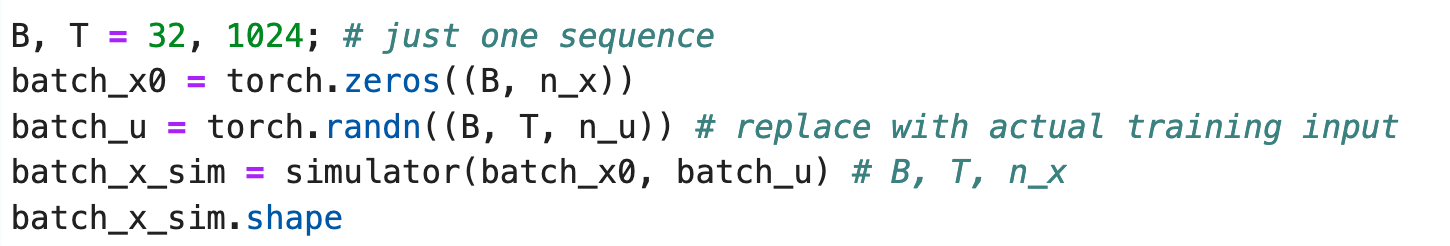 B, T = 32, 1024; # just one sequence
batch_x0 = torch.zeros((B, n_x))
batch_u = torch.randn((B, T, n_u)) # replace with actual training input
batch_x_sim = simulator(batch_x0, batch_u) # B, T, n_x
batch_x_sim.shape